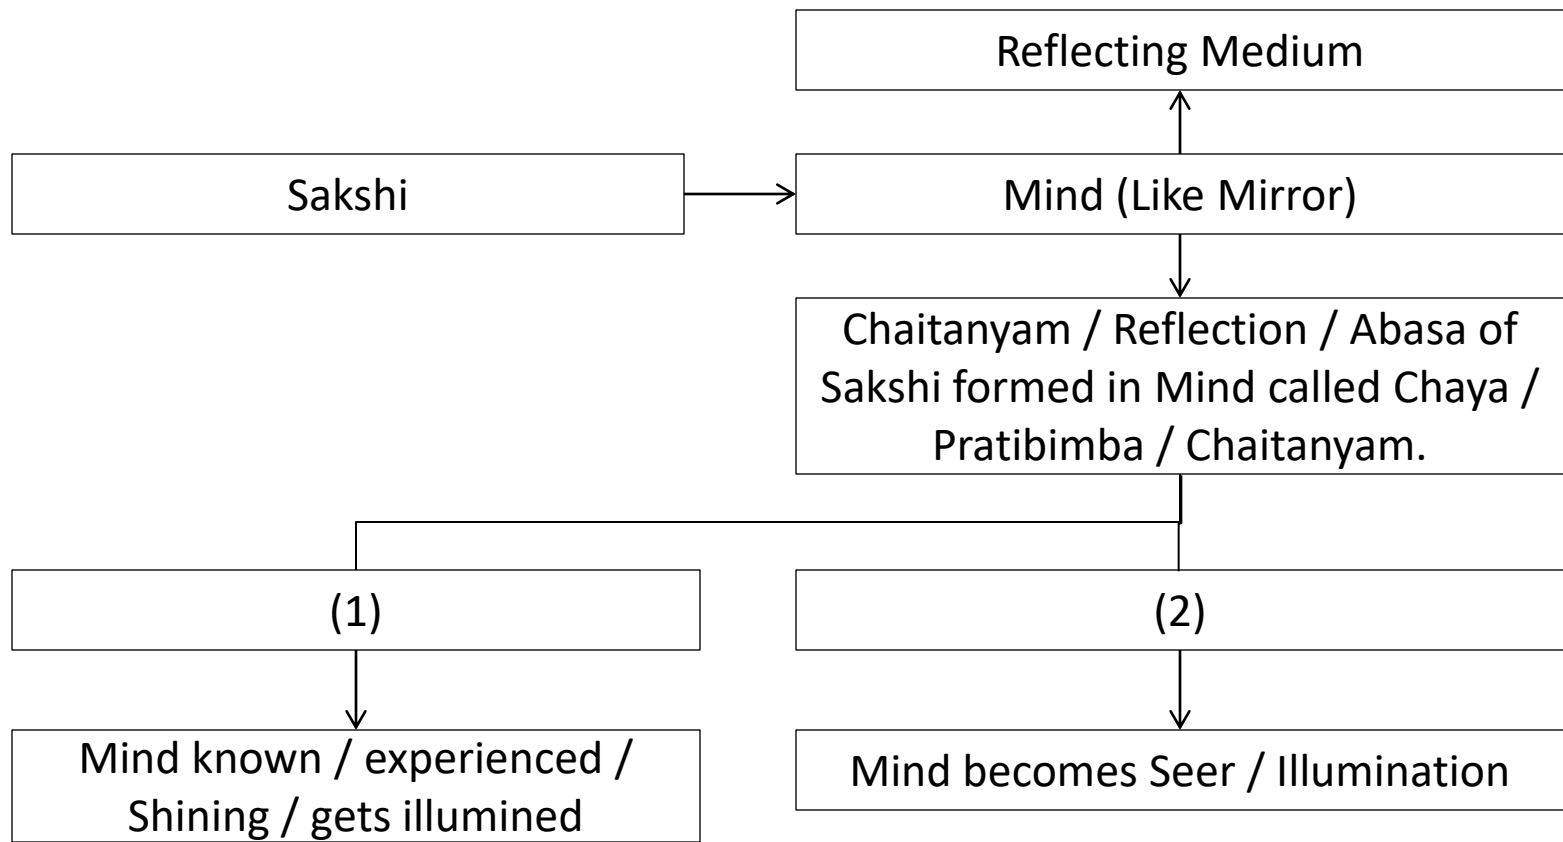 Reflecting Medium
Sakshi
Mind (Like Mirror)
Chaitanyam / Reflection / Abasa of
Sakshi formed in Mind called Chaya /
Pratibimba / Chaitanyam.
(1)
(2)
Mind known / experienced /
Shining / gets illumined
Mind becomes Seer / Illumination